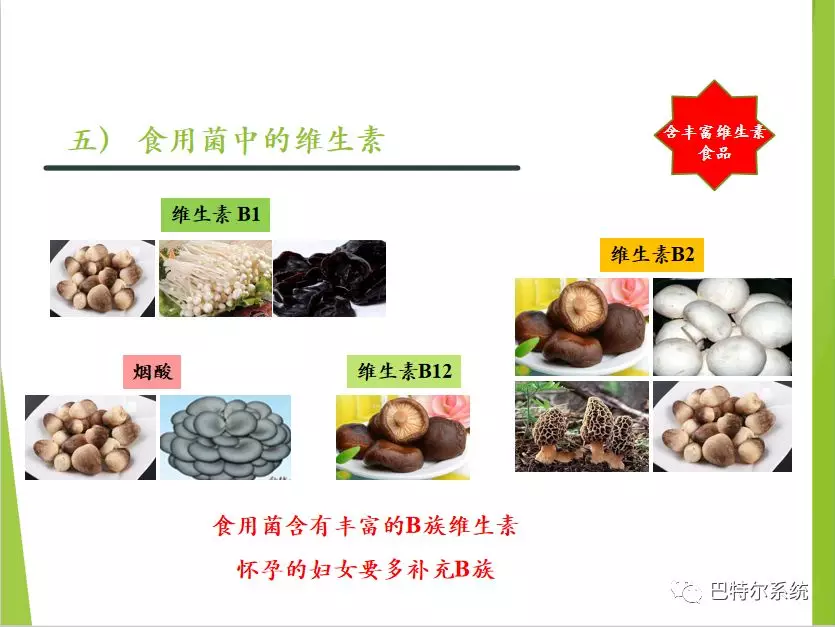 五） 食用菌中的维生素
含丰富维生素
食品
维生素 B1
维生素B2
烟酸
维生素B12
食用菌含有丰富的B族维生素
怀孕的妇女要多补充B族
巴特尔系统